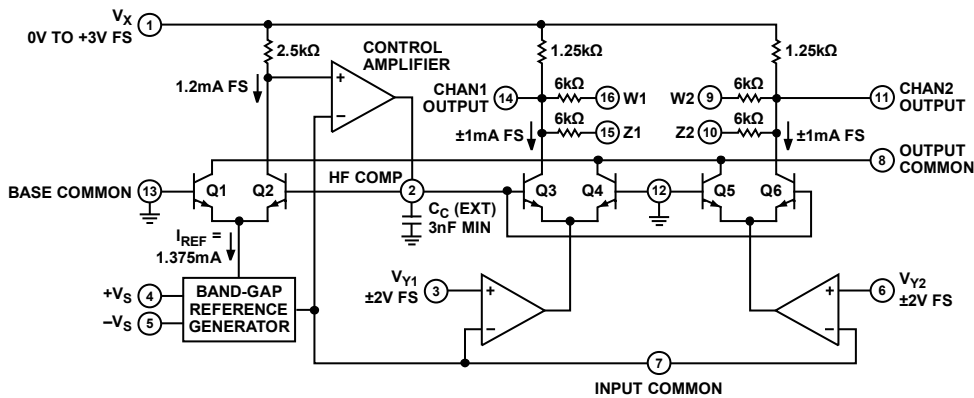 VX
0V TO +3V FS
1
2.5kΩ
1.2mA FS
CONTROL
AMPLIFIER
+
−
1.25kΩ
1.25kΩ
CHAN1
OUTPUT
14
6kΩ
16
W1
W2
9
6kΩ
11
CHAN2
OUTPUT
±1mA FS
6kΩ
15
Z1
Z2
10
6kΩ
±1mA FS
8
OUTPUT
COMMON
BASE COMMON
13
Q1
Q2
HF COMP
2
Q3
Q4
12
Q5
Q6
CC (EXT)
3nF MIN
IREF =
1.375mA
+VS
4
−VS
5
BAND-GAP
REFERENCE
GENERATOR
VY1
±2V FS
3
+
−
+
−
6
VY2
±2V FS
7
INPUT COMMON